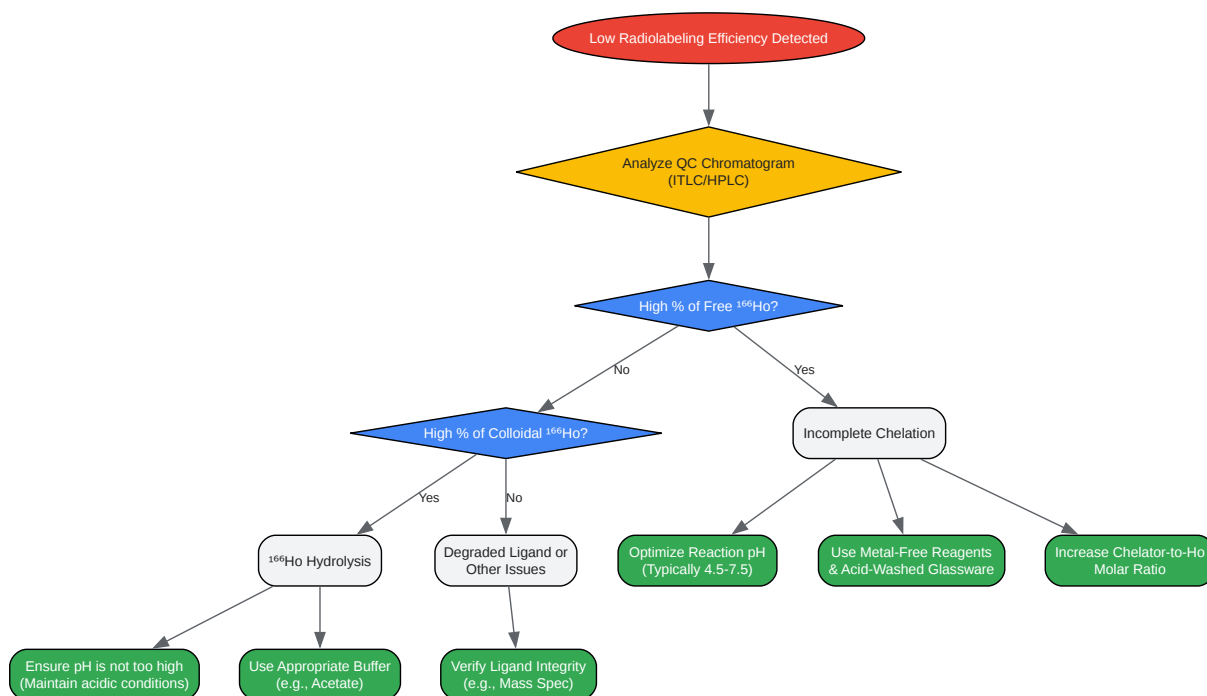 Low Radiolabeling Efficiency Detected
Analyze QC Chromatogram
(ITLC/HPLC)
High % of Free ¹⁶⁶Ho?
No
Yes
High % of Colloidal ¹⁶⁶Ho?
Incomplete Chelation
Yes
No
¹⁶⁶Ho Hydrolysis
Degraded Ligand or
Other Issues
Optimize Reaction pH
(Typically 4.5-7.5)
Use Metal-Free Reagents
& Acid-Washed Glassware
Increase Chelator-to-Ho
Molar Ratio
Ensure pH is not too high
(Maintain acidic conditions)
Use Appropriate Buffer
(e.g., Acetate)
Verify Ligand Integrity
(e.g., Mass Spec)